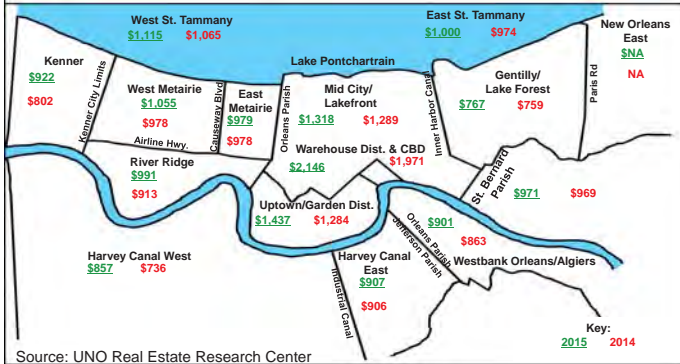 West St. Tammany
$1,115 $1,065
East St. Tammany
$1,000 $974
New Orleans
East
$NA
NA
Kenner
$922
$802
Kenner City Limits
Lake Pontchartrain
West Metairie
$1,055
$978
Causeway Blvd
East
Metairie
$979
$978
Orleans Parish
Mid City/
Lakefront
$1,318 $1,289
Inner Harbor Canal
Gentilly/
Lake Forest
$767 $759
Paris Rd
Airline Hwy.
River Ridge
$991
$913
Warehouse Dist. & CBD
$2,146 $1,971
St. Bernard
Parish
$971 $969
Uptown/Garden Dist.
$1,437 $1,284
Orleans Parish
Jefferson Parish
$901
$863
Westbank Orleans/Algiers
Harvey Canal West
$857 $736
Industrial Canal
Harvey Canal
East
$907
$906
Key:
2015 2014
Source: UNO Real Estate Research Center